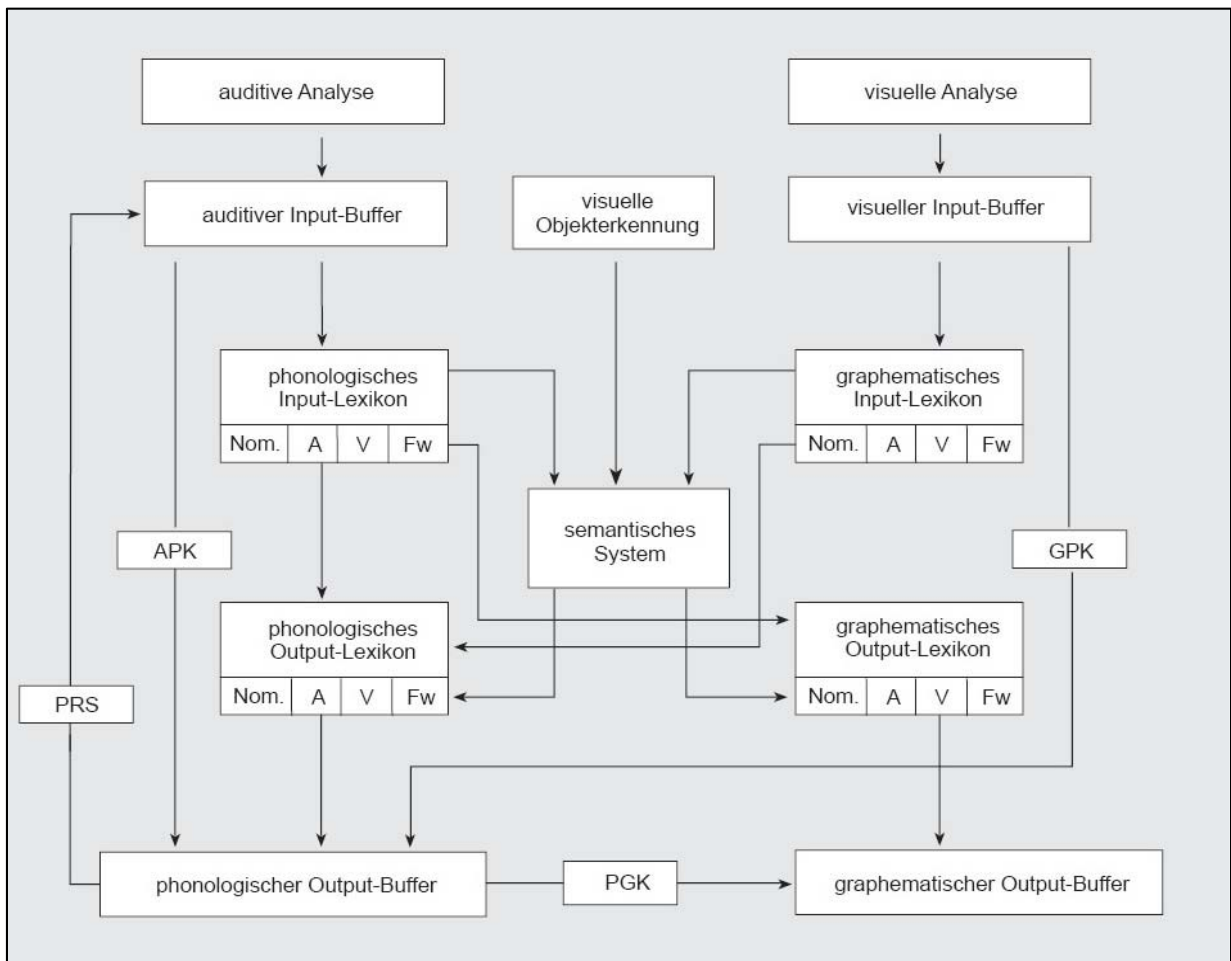 auditive Analyse
visuelle Analyse
auditiver Input-Buffer
visuelle
Objekterkennung
visueller Input-Buffer
phonologisches
Input-Lexikon
Nom. A V Fw
graphematisches
Input-Lexikon
Nom. A V Fw
semantisches
System
APK
GPK
phonologisches
Output-Lexikon
Nom. A V Fw
graphematisches
Output-Lexikon
Nom. A V Fw
PRS
phonologischer Output-Buffer
PGK
graphematischer Output-Buffer